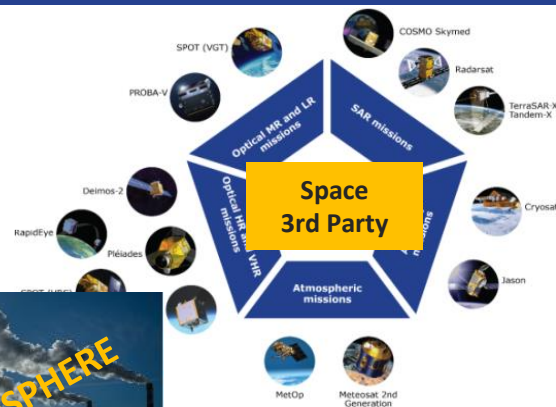 COSMO Skymed
SPOT (VGT)
Radarsat
PROBA-V
TerraSAR-X
Tandem-X
Optical MR and LR
missions
SAR missions
Deimos-2
Space
3rd Party
Optical HR and VHR
missions
missions
Cryosat
RapidEye
Pléiades
Jason
Atmospheric
missions
SPHERE
MetOp
Meteosat 2nd
Generation